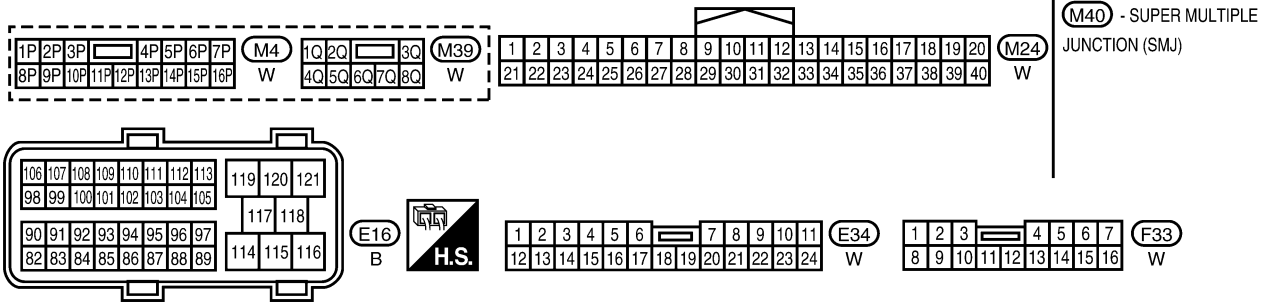 1P 2P 3P 4P 5P 6P 7P
8P 9P 10P 11P 12P 13P 14P 15P 16P
M4
W
1Q 2Q 3Q
4Q 5Q 6Q 7Q 8Q
M39
W
1 2 3 4 5 6 7 8 9 10 11 12 13 14 15 16 17 18 19 20
21 22 23 24 25 26 27 28 29 30 31 32 33 34 35 36 37 38 39 40
M24
W
M40 - SUPER MULTIPLE
JUNCTION (SMJ)
106 107 108 109 110 111 112 113
98 99 100 101 102 103 104 105
90 91 92 93 94 95 96 97
82 83 84 85 86 87 88 89
119 120 121
117 118
114 115 116
E16
B
H.S.
1 2 3 4 5 6 7 8 9 10 11
12 13 14 15 16 17 18 19 20 21 22 23 24
E34
W
1 2 3 4 5 6 7
8 9 10 11 12 13 14 15 16
F33
W